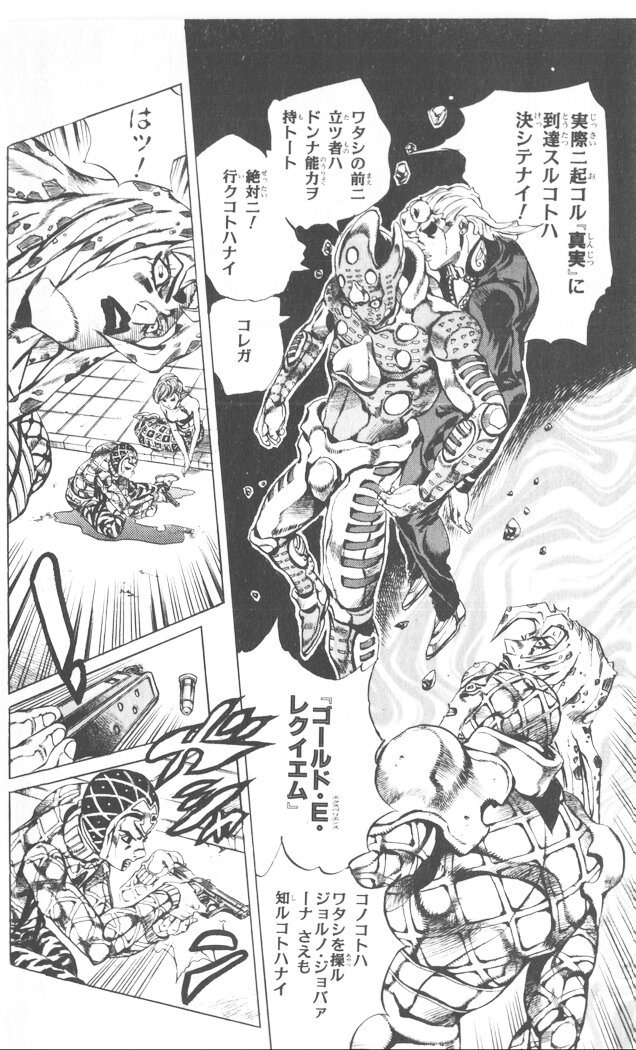 実際ニ起コル『真実』に
到達スルコトハ
決シテナイ!
ワタシの前ニ
立ツ者ハ
ドンナ能力ヲ
持トート
絶対ニ!
行クコトハナイ
コレガ
『ゴールド・E・
レクイエム』
コノコトハ
ワタシを操ル
ジョルノ・ジョバァ
ーナ さえも
知ルコトハナイ
はッ!
ガシャ